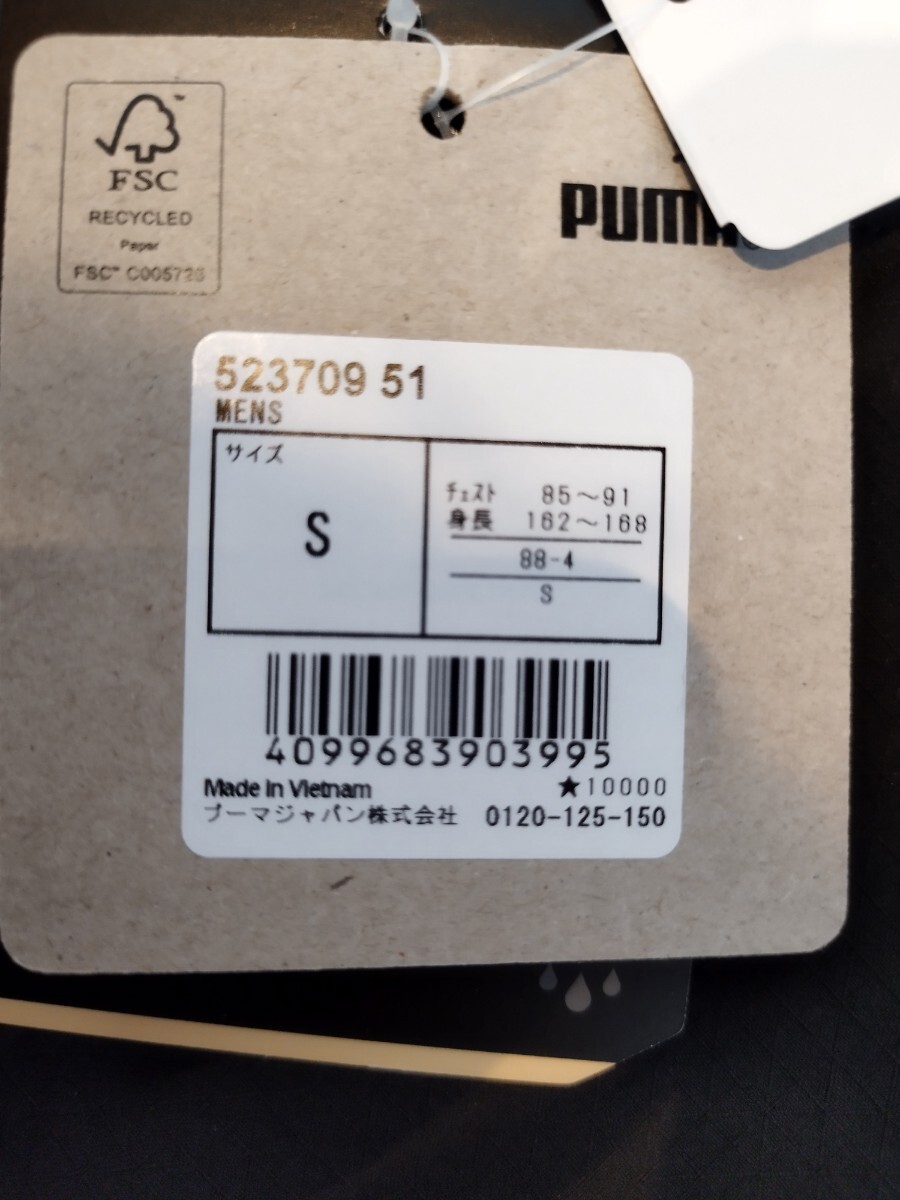 FSC
RECYCLED
Paper
FSC™ C005725
523709 51
MENS
サイズ
S
チェスト 85～91
身長 162～168
88-4
S
4099683903995
Made In Vietnam ★10000
プーマジャパン株式会社 0120-125-150